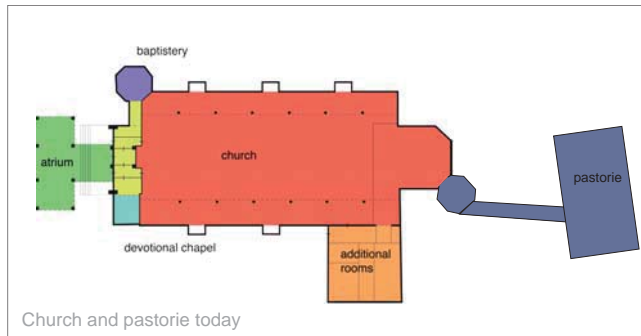 baptistery
atrium
church
pastorie
devotional chapel
additional
rooms
Church and pastorie today